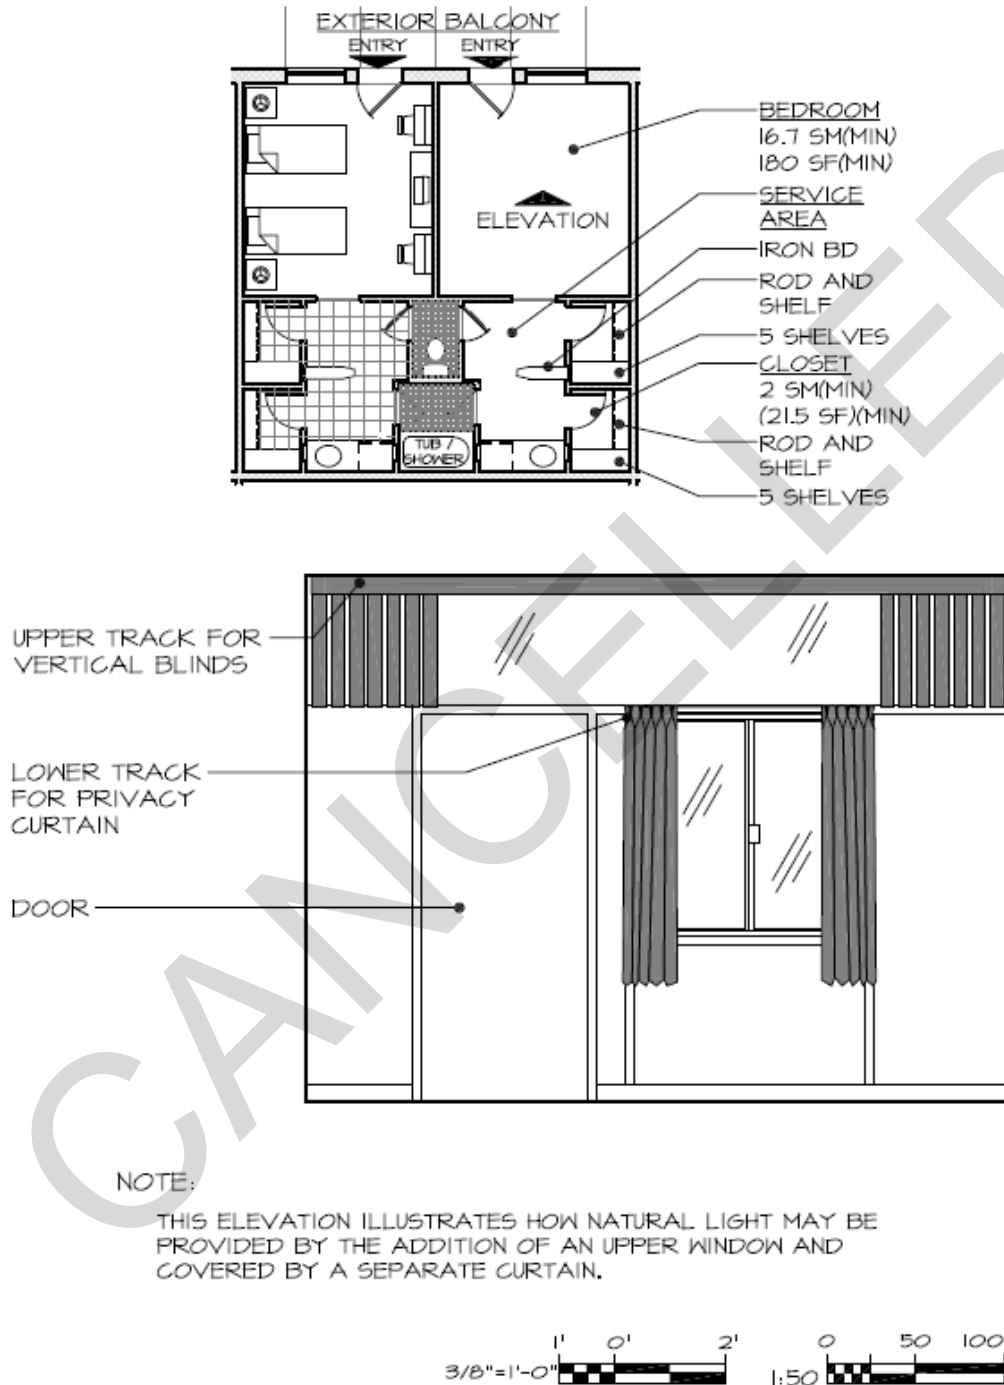 EXTERIOR BALCONY
ENTRY
ENTRY
BEDROOM
16.7 SM(MIN)
180 SF(MIN)
1
ELEVATION
SERVICE
AREA
IRON BD
ROD AND
SHELF
5 SHELVES
CLOSET
2 SM(MIN)
(21.5 SF)(MIN)
ROD AND
SHELF
5 SHELVES
TUB /
SHOWER
UPPER TRACK FOR
VERTICAL BLINDS
LOWER TRACK
FOR PRIVACY
CURTAIN
DOOR
CANCELLED
NOTE:
THIS ELEVATION ILLUSTRATES HOW NATURAL LIGHT MAY BE
PROVIDED BY THE ADDITION OF AN UPPER WINDOW AND
COVERED BY A SEPARATE CURTAIN.
1' 0' 2'
3/8"=1'-0"
0 50 100
1:50